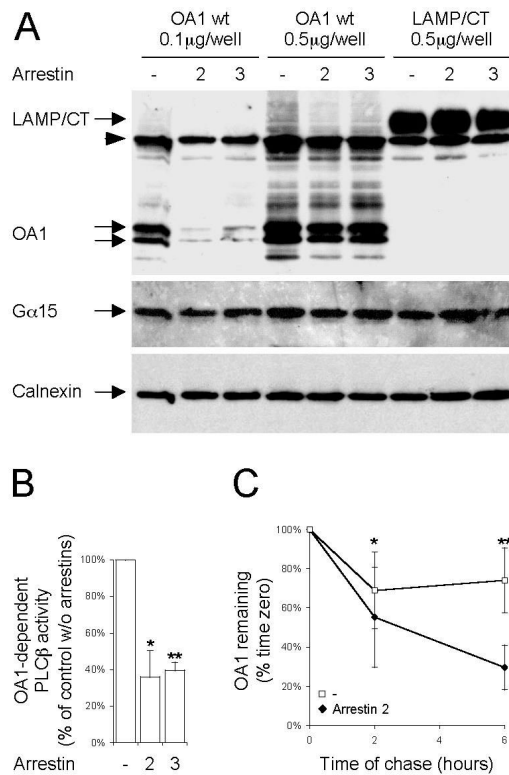 A
OA1 wt OA1 wt LAMP/CT
0.1µg/well 0.5µg/well 0.5µg/well
Arrestin - 2 3 - 2 3 - 2 3
LAMP/CT
OA1
Gα15
Calnexin
B
OA1-dependent
PLCβ activity
(% of control w/o arrestins)
100%
80%
60%
40%
20%
0%
* **
Arrestin - 2 3
C
OA1 remaining
(% time zero)
100%
80%
60%
40%
20%
0%
* **
-
Arrestin 2
0 2 4 6
Time of chase (hours)